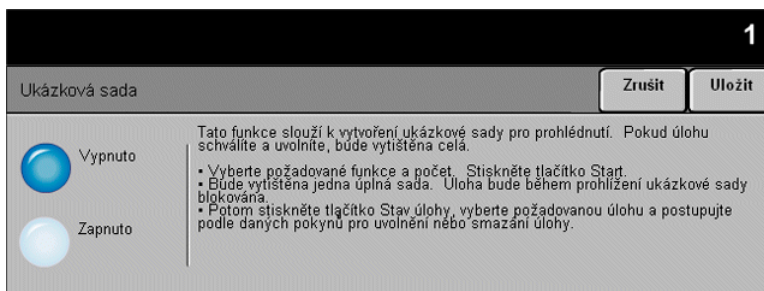 1
Ukázková sada
Zrušit
Uložit
Vypnuto
Zapnuto
Tato funkce slouží k vytvoření ukázkové sady pro prohlédnutí. Pokud úlohu
schválíte a uvolníte, bude vytištěna celá.
▪ Vyberte požadované funkce a počet. Stiskněte tlačítko Start.
▪ Bude vytištěna jedna úplná sada. Úloha bude během prohlížení ukázkové sady
blokována.
▪ Potom stiskněte tlačítko Stav úlohy, vyberte požadovanou úlohu a postupujte
podle daných pokynů pro uvolnění nebo smazání úlohy.